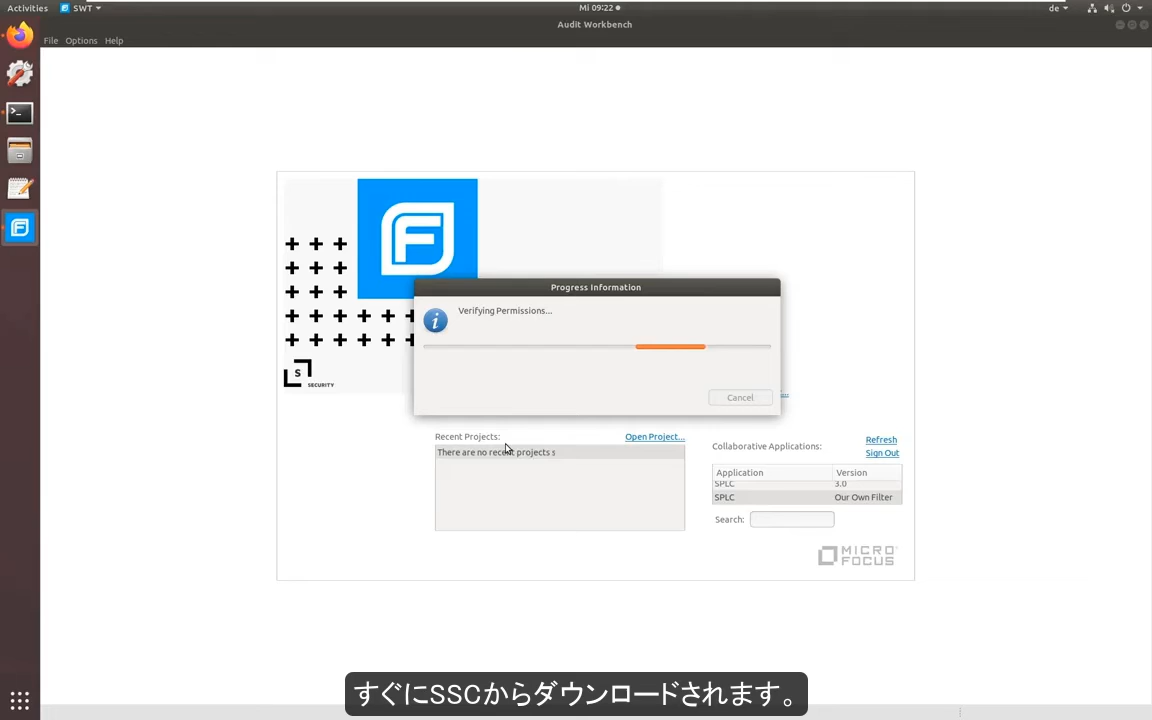 Activities
SWT
Mi 09:22
de
Audit Workbench
File Options Help
F
S
SECURITY
Progress Information
Verifying Permissions...
Cancel
Recent Projects:
Open Project...
There are no recent projects s
Collaborative Applications:
Refresh
Sign Out
Application Version
SPLC 3.0
SPLC Our Own Filter
Search:
MICRO
FOCUS
すぐにSSCからダウンロードされます。